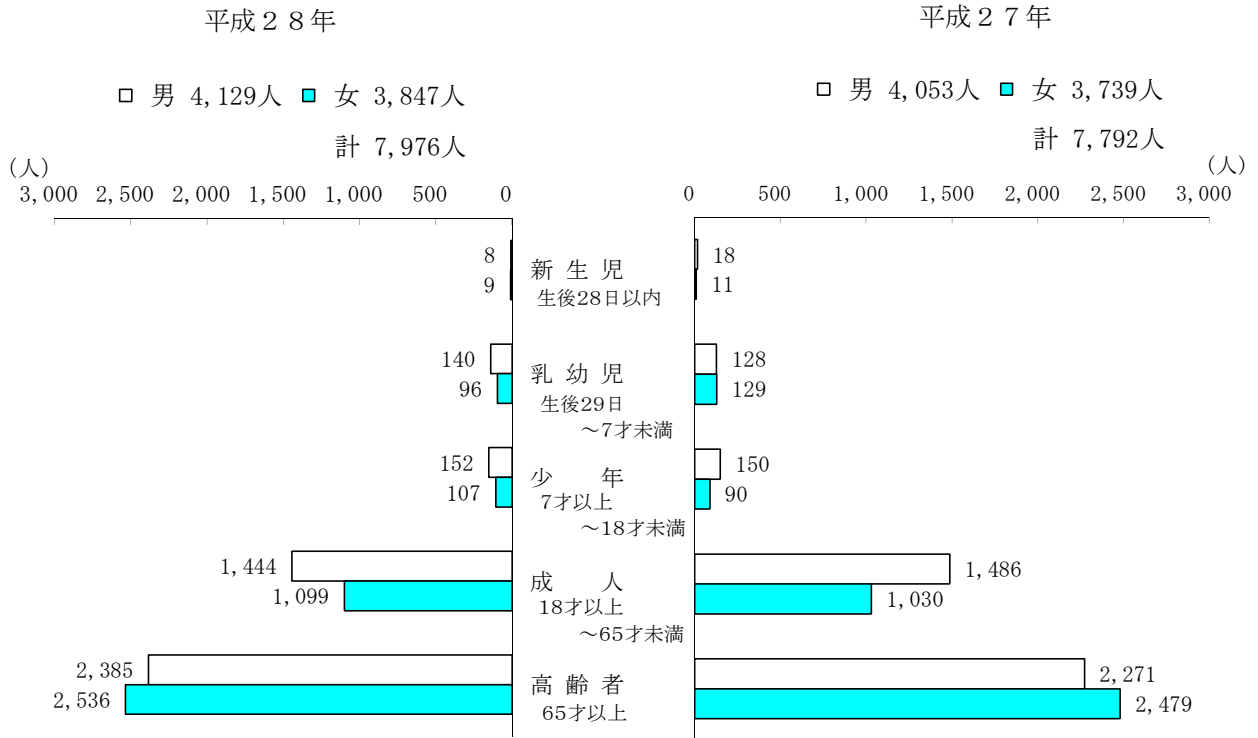 平成２８年
平成２７年
男 4,129人 女 3,847人
計 7,976人
男 4,053人 女 3,739人
計 7,792人
(人)
3,000 2,500 2,000 1,500 1,000 500 0
(人)
0 500 1,000 1,500 2,000 2,500 3,000
8
9
新生児
生後28日以内
18
11
140
96
乳幼児
生後29日
～7才未満
128
129
152
107
少年
7才以上
～18才未満
150
90
1,444
1,099
成人
18才以上
～65才未満
1,486
1,030
2,385
2,536
高齢者
65才以上
2,271
2,479